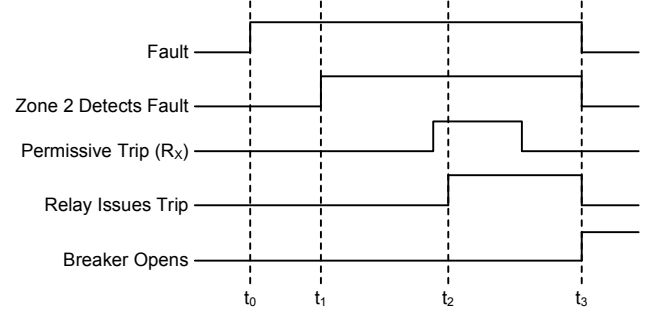 Fault
Zone 2 Detects Fault
Permissive Trip (Rₓ)
Relay Issues Trip
Breaker Opens
t₀ t₁ t₂ t₃